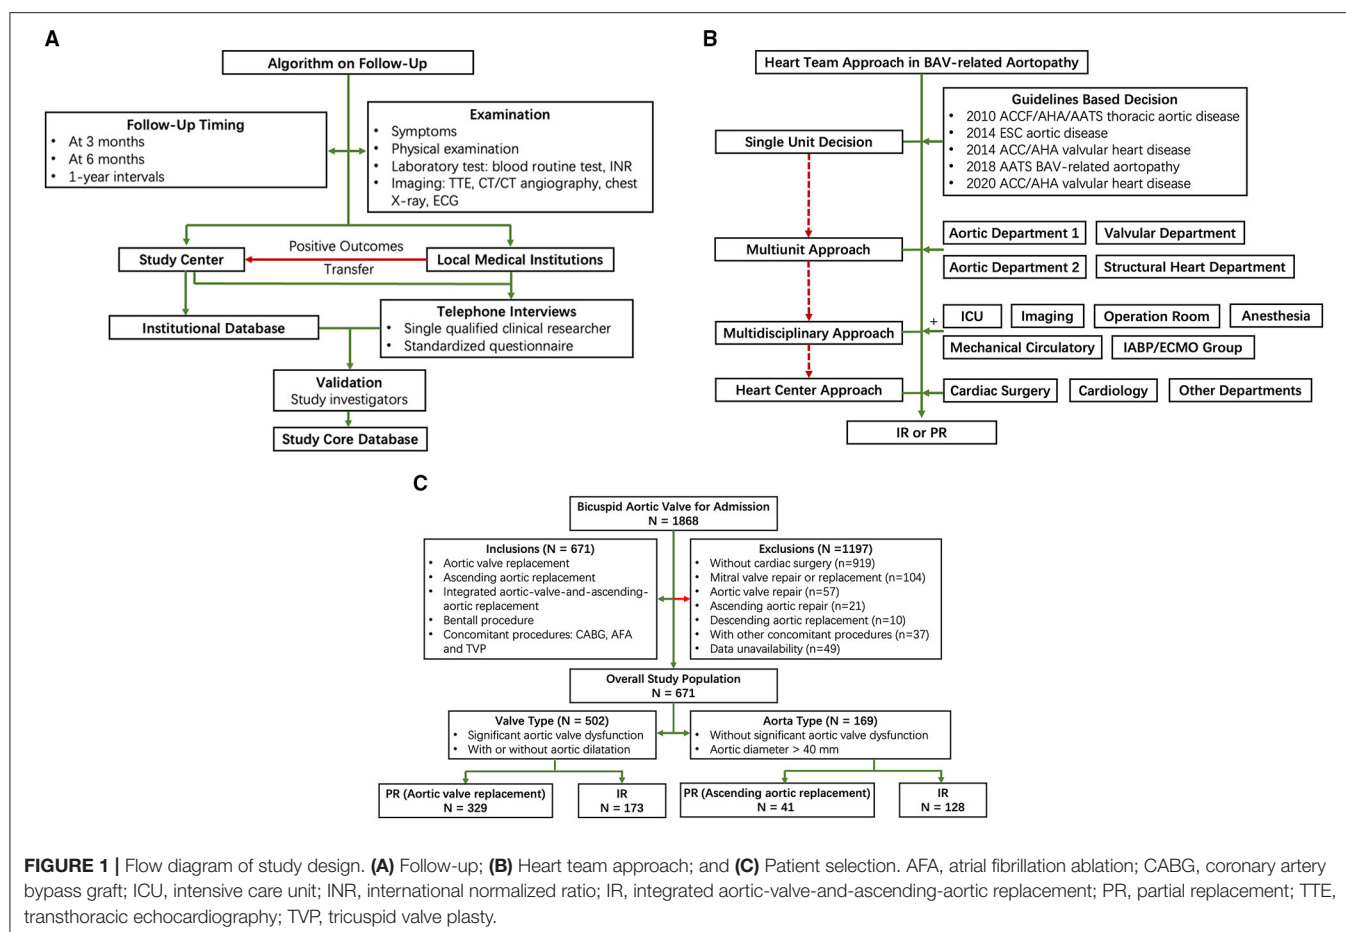 A
Algorithm on Follow-Up
Follow-Up Timing
• At 3 months
• At 6 months
• 1-year intervals
Examination
• Symptoms
• Physical examination
• Laboratory test: blood routine test, INR
• Imaging: TTE, CT/CT angiography, chest
X-ray, ECG
Study Center
Positive Outcomes
Transfer
Local Medical Institutions
Institutional Database
Telephone Interviews
• Single qualified clinical researcher
• Standardized questionnaire
Validation
Study investigators
Study Core Database
B
Heart Team Approach in BAV-related Aortopathy
Guidelines Based Decision
• 2010 ACCF/AHA/AATS thoracic aortic disease
• 2014 ESC aortic disease
• 2014 ACC/AHA valvular heart disease
• 2018 AATS BAV-related aortopathy
• 2020 ACC/AHA valvular heart disease
Single Unit Decision
Multiunit Approach
Aortic Department 1
Valvular Department
Aortic Department 2
Structural Heart Department
Multidisciplinary Approach
+
ICU
Imaging
Operation Room
Anesthesia
Mechanical Circulatory
IABP/ECMO Group
Heart Center Approach
Cardiac Surgery
Cardiology
Other Departments
IR or PR
C
Bicuspid Aortic Valve for Admission
N = 1868
Inclusions (N = 671)
• Aortic valve replacement
• Ascending aortic replacement
• Integrated aortic-valve-and-ascending-
aortic replacement
• Bentall procedure
• Concomitant procedures: CABG, AFA
and TVP
Exclusions (N =1197)
• Without cardiac surgery (n=919)
• Mitral valve repair or replacement (n=104)
• Aortic valve repair (n=57)
• Ascending aortic repair (n=21)
• Descending aortic replacement (n=10)
• With other concomitant procedures (n=37)
• Data unavailability (n=49)
Overall Study Population
N = 671
Valve Type (N = 502)
• Significant aortic valve dysfunction
• With or without aortic dilatation
Aorta Type (N = 169)
• Without significant aortic valve dysfunction
• Aortic diameter > 40 mm
PR (Aortic valve replacement)
N = 329
IR
N = 173
PR (Ascending aortic replacement)
N = 41
IR
N = 128
FIGURE 1 | Flow diagram of study design. (A) Follow-up; (B) Heart team approach; and (C) Patient selection. AFA, atrial fibrillation ablation; CABG, coronary artery
bypass graft; ICU, intensive care unit; INR, international normalized ratio; IR, integrated aortic-valve-and-ascending-aortic replacement; PR, partial replacement; TTE,
transthoracic echocardiography; TVP, tricuspid valve plasty.